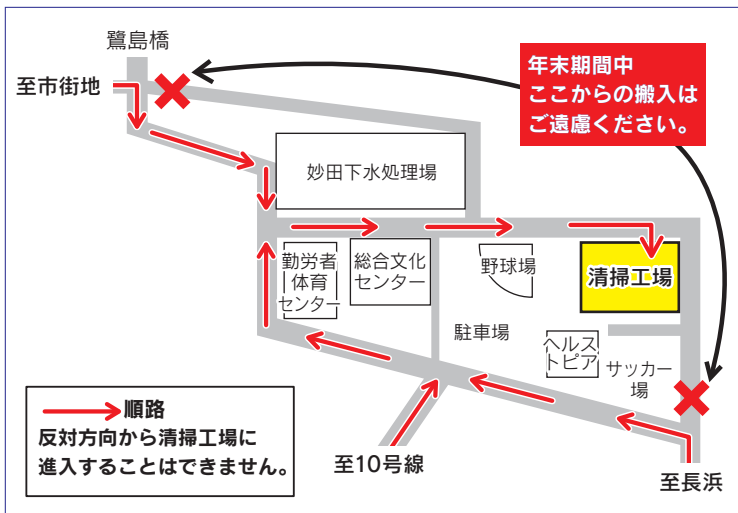 鷺島橋
至市街地
年末期間中
ここからの搬入は
ご遠慮ください。
妙田下水処理場
勤労者
体育
センター
総合文化
センター
野球場
清掃工場
駐車場
ヘルス
トピア
サッカー
場
順路
反対方向から清掃工場に
進入することはできません。
至10号線
至長浜